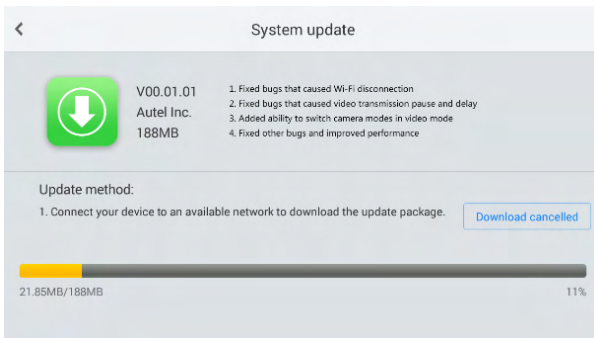 System update
V00.01.01
Autel Inc.
188MB
1. Fixed bugs that caused Wi-Fi disconnection
2. Fixed bugs that caused video transmission pause and delay
3. Added ability to switch camera modes in video mode
4. Fixed other bugs and improved performance
Update method:
1. Connect your device to an available network to download the update package.
Download cancelled
21.85MB/188MB
11%